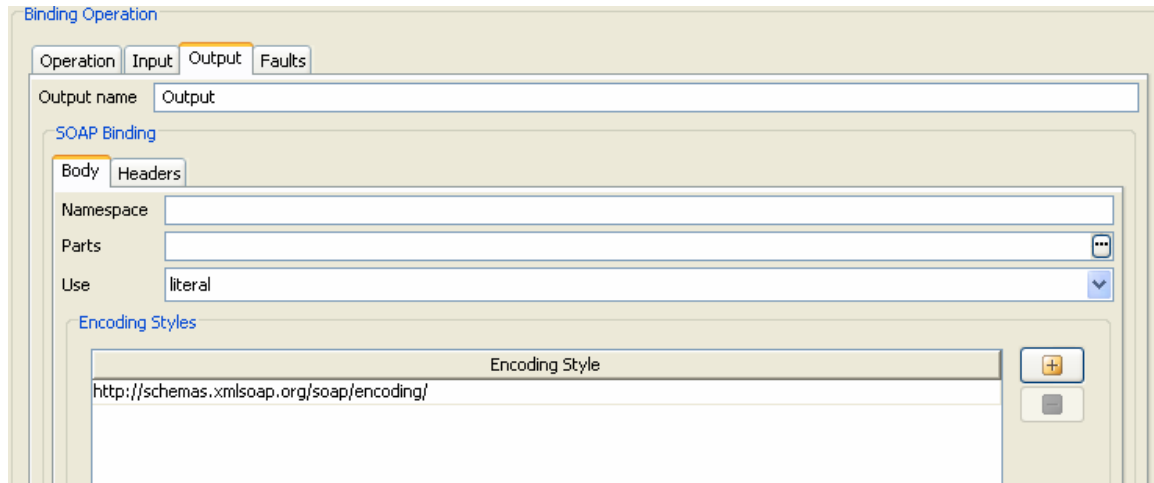 Binding Operation
Operation Input Output Faults
Output name Output
SOAP Binding
Body Headers
Namespace
Parts
Use literal
Encoding Styles
Encoding Style
http://schemas.xmlsoap.org/soap/encoding/